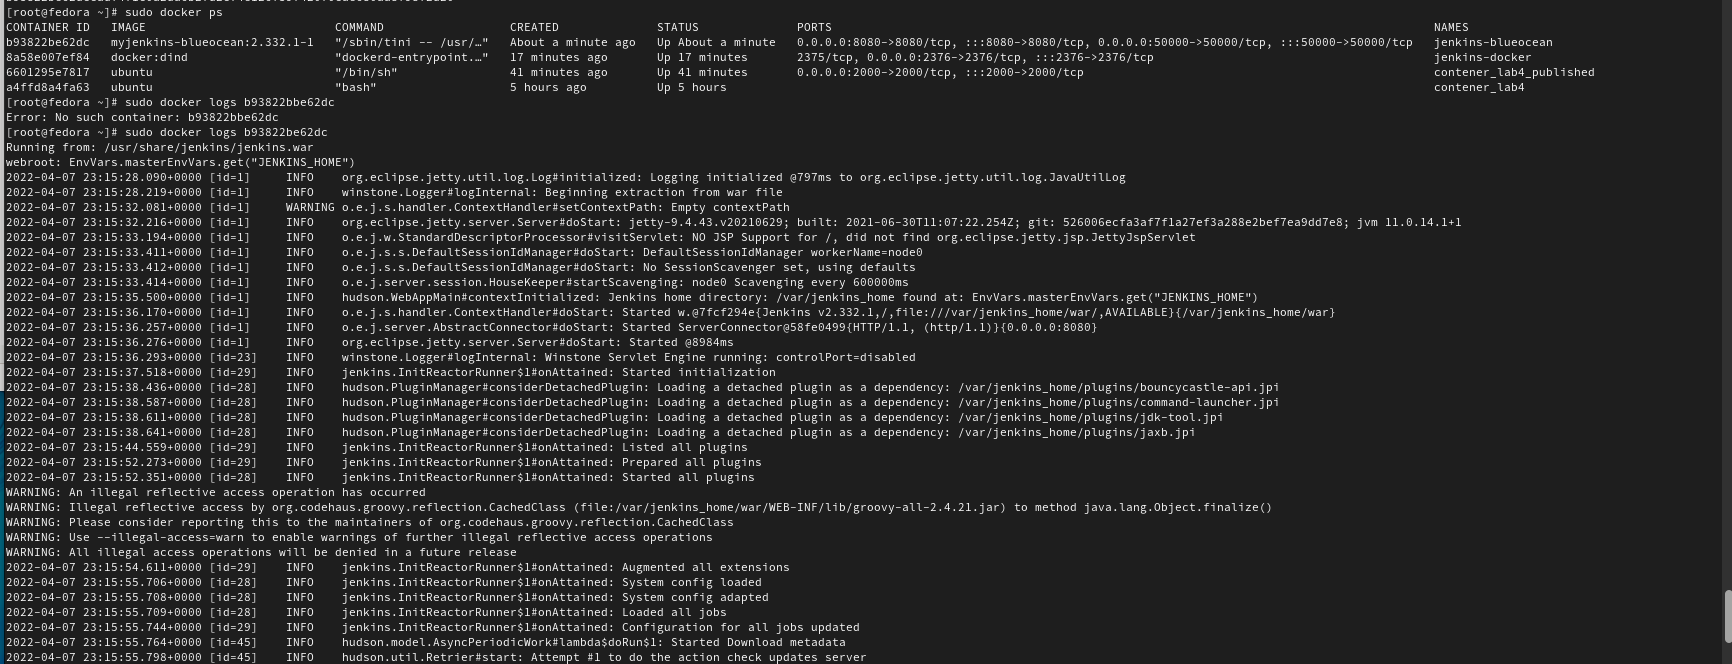 [root@fedora ~]# sudo docker ps
CONTAINER ID   IMAGE                        COMMAND                  CREATED              STATUS              PORTS                                                                                      NAMES
b93822be62dc   myjenkins-blueocean:2.332.1-1   "/sbin/tini -- /usr/…"   About a minute ago   Up About a minute   0.0.0.0:8080->8080/tcp, :::8080->8080/tcp, 0.0.0.0:50000->50000/tcp, :::50000->50000/tcp   jenkins-blueocean
8a58e007ef84   docker:dind                     "dockerd-entrypoint.…"   17 minutes ago       Up 17 minutes       2375/tcp, 0.0.0.0:2376->2376/tcp, :::2376->2376/tcp                                        jenkins-docker
6601295e7817   ubuntu                          "/bin/sh"                41 minutes ago       Up 41 minutes       0.0.0.0:2000->2000/tcp, :::2000->2000/tcp                                                  contener_lab4_published
a4ffd8a4fa63   ubuntu                          "bash"                   5 hours ago          Up 5 hours                                                                                                     contener_lab4
[root@fedora ~]# sudo docker logs b93822bbe62dc
Error: No such container: b93822bbe62dc
[root@fedora ~]# sudo docker logs b93822be62dc
Running from: /usr/share/jenkins/jenkins.war
webroot: EnvVars.masterEnvVars.get("JENKINS_HOME")
2022-04-07 23:15:28.090+0000 [id=1]     INFO    org.eclipse.jetty.util.log.Log#initialized: Logging initialized @797ms to org.eclipse.jetty.util.log.JavaUtilLog
2022-04-07 23:15:28.219+0000 [id=1]     INFO    winstone.Logger#logInternal: Beginning extraction from war file
2022-04-07 23:15:32.081+0000 [id=1]     WARNING o.e.j.s.handler.ContextHandler#setContextPath: Empty contextPath
2022-04-07 23:15:32.216+0000 [id=1]     INFO    org.eclipse.jetty.server.Server#doStart: jetty-9.4.43.v20210629; built: 2021-06-30T11:07:22.254Z; git: 526006ecfa3af7f1a27ef3a288e2bef7ea9dd7e8; jvm 11.0.14.1+1
2022-04-07 23:15:33.194+0000 [id=1]     INFO    o.e.j.w.StandardDescriptorProcessor#visitServlet: NO JSP Support for /, did not find org.eclipse.jetty.jsp.JettyJspServlet
2022-04-07 23:15:33.411+0000 [id=1]     INFO    o.e.j.s.s.DefaultSessionIdManager#doStart: DefaultSessionIdManager workerName=node0
2022-04-07 23:15:33.412+0000 [id=1]     INFO    o.e.j.s.s.DefaultSessionIdManager#doStart: No SessionScavenger set, using defaults
2022-04-07 23:15:33.414+0000 [id=1]     INFO    o.e.j.server.session.HouseKeeper#startScavenging: node0 Scavenging every 600000ms
2022-04-07 23:15:35.500+0000 [id=1]     INFO    hudson.WebAppMain#contextInitialized: Jenkins home directory: /var/jenkins_home found at: EnvVars.masterEnvVars.get("JENKINS_HOME")
2022-04-07 23:15:36.170+0000 [id=1]     INFO    o.e.j.s.handler.ContextHandler#doStart: Started w.@7fcf294e{Jenkins v2.332.1,/,file:///var/jenkins_home/war/,AVAILABLE}{/var/jenkins_home/war}
2022-04-07 23:15:36.257+0000 [id=1]     INFO    o.e.j.server.AbstractConnector#doStart: Started ServerConnector@58fe0499{HTTP/1.1, (http/1.1)}{0.0.0.0:8080}
2022-04-07 23:15:36.276+0000 [id=1]     INFO    org.eclipse.jetty.server.Server#doStart: Started @8984ms
2022-04-07 23:15:36.293+0000 [id=23]    INFO    winstone.Logger#logInternal: Winstone Servlet Engine running: controlPort=disabled
2022-04-07 23:15:37.518+0000 [id=29]    INFO    jenkins.InitReactorRunner$1#onAttained: Started initialization
2022-04-07 23:15:38.436+0000 [id=28]    INFO    hudson.PluginManager#considerDetachedPlugin: Loading a detached plugin as a dependency: /var/jenkins_home/plugins/bouncycastle-api.jpi
2022-04-07 23:15:38.587+0000 [id=28]    INFO    hudson.PluginManager#considerDetachedPlugin: Loading a detached plugin as a dependency: /var/jenkins_home/plugins/command-launcher.jpi
2022-04-07 23:15:38.611+0000 [id=28]    INFO    hudson.PluginManager#considerDetachedPlugin: Loading a detached plugin as a dependency: /var/jenkins_home/plugins/jdk-tool.jpi
2022-04-07 23:15:38.641+0000 [id=28]    INFO    hudson.PluginManager#considerDetachedPlugin: Loading a detached plugin as a dependency: /var/jenkins_home/plugins/jaxb.jpi
2022-04-07 23:15:44.559+0000 [id=29]    INFO    jenkins.InitReactorRunner$1#onAttained: Listed all plugins
2022-04-07 23:15:52.273+0000 [id=29]    INFO    jenkins.InitReactorRunner$1#onAttained: Prepared all plugins
2022-04-07 23:15:52.351+0000 [id=28]    INFO    jenkins.InitReactorRunner$1#onAttained: Started all plugins
WARNING: An illegal reflective access operation has occurred
WARNING: Illegal reflective access by org.codehaus.groovy.reflection.CachedClass (file:/var/jenkins_home/war/WEB-INF/lib/groovy-all-2.4.21.jar) to method java.lang.Object.finalize()
WARNING: Please consider reporting this to the maintainers of org.codehaus.groovy.reflection.CachedClass
WARNING: Use --illegal-access=warn to enable warnings of further illegal reflective access operations
WARNING: All illegal access operations will be denied in a future release
2022-04-07 23:15:54.611+0000 [id=29]    INFO    jenkins.InitReactorRunner$1#onAttained: Augmented all extensions
2022-04-07 23:15:55.706+0000 [id=28]    INFO    jenkins.InitReactorRunner$1#onAttained: System config loaded
2022-04-07 23:15:55.708+0000 [id=28]    INFO    jenkins.InitReactorRunner$1#onAttained: System config adapted
2022-04-07 23:15:55.709+0000 [id=28]    INFO    jenkins.InitReactorRunner$1#onAttained: Loaded all jobs
2022-04-07 23:15:55.744+0000 [id=29]    INFO    jenkins.InitReactorRunner$1#onAttained: Configuration for all jobs updated
2022-04-07 23:15:55.764+0000 [id=45]    INFO    hudson.model.AsyncPeriodicWork#lambda$doRun$1: Started Download metadata
2022-04-07 23:15:55.798+0000 [id=45]    INFO    hudson.util.Retrier#start: Attempt #1 to do the action check updates server